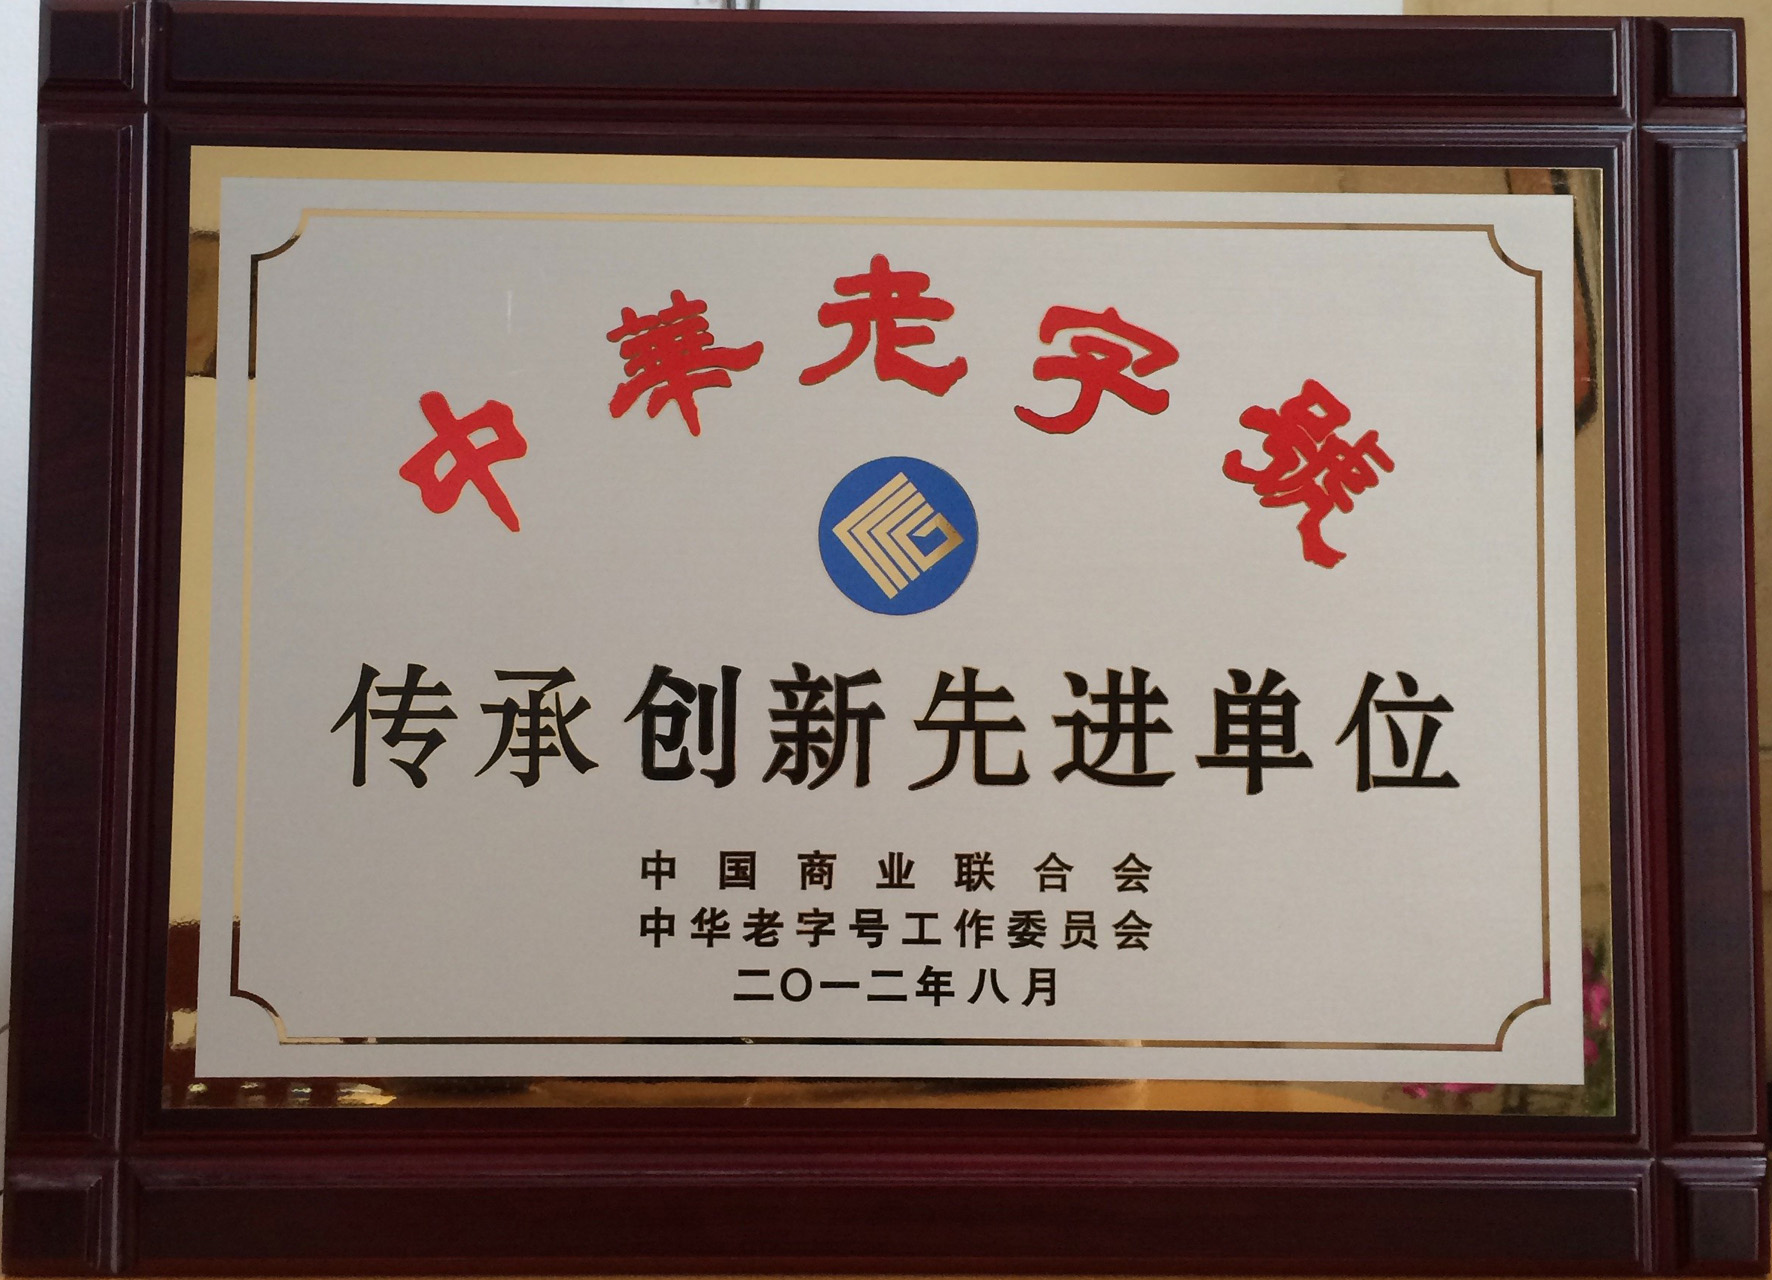 中華老字號
传承创新先进单位
中国商业联合会
中华老字号工作委员会
二〇一二年八月